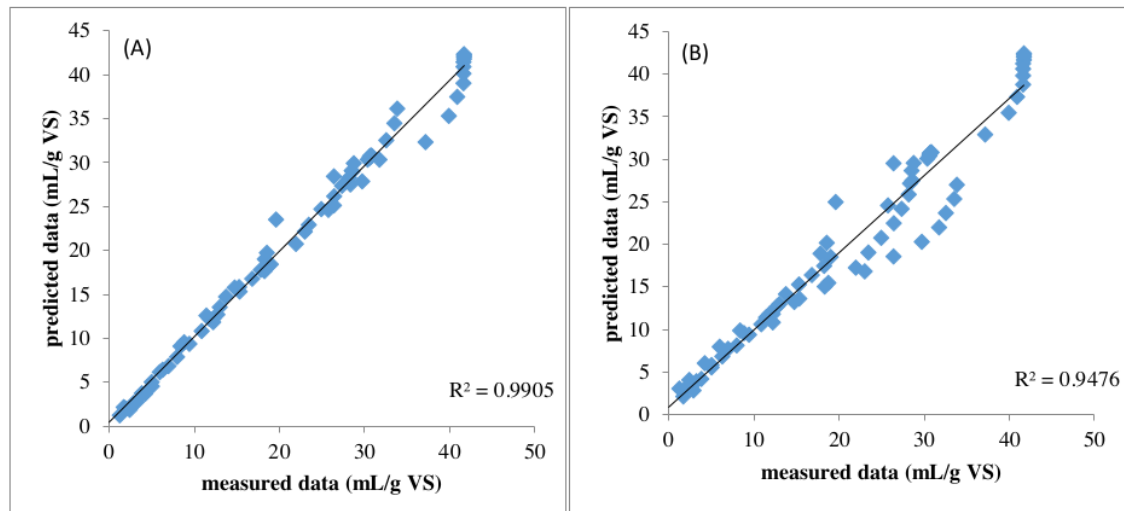 (A)
predicted data (mL/g VS)
45
40
35
30
25
20
15
10
5
0
R² = 0.9905
0 10 20 30 40 50
measured data (mL/g VS)
(B)
predicted data (mL/g VS)
45
40
35
30
25
20
15
10
5
0
R² = 0.9476
0 10 20 30 40 50
measured data (mL/g VS)